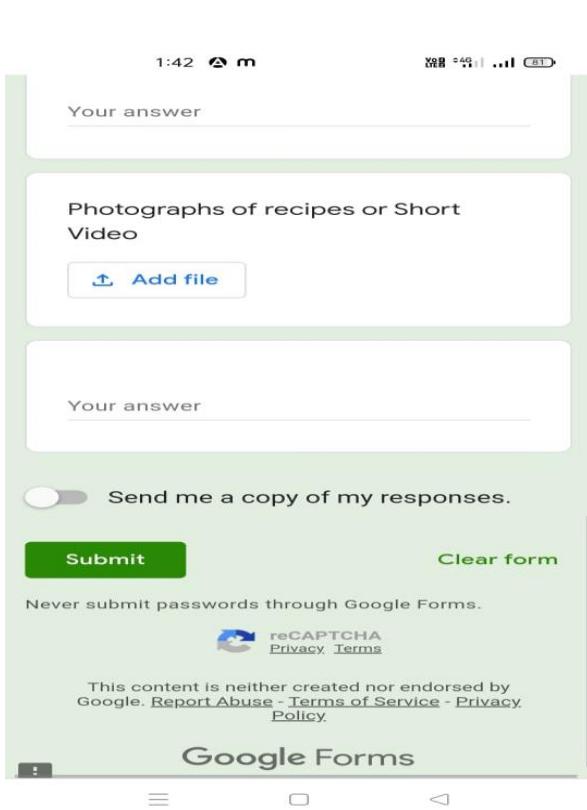 1:42
4G
81
Your answer
Photographs of recipes or Short
Video
Add file
Your answer
Send me a copy of my responses.
Submit
Clear form
Never submit passwords through Google Forms.
reCAPTCHA
Privacy Terms
This content is neither created nor endorsed by
Google. Report Abuse - Terms of Service - Privacy
Policy
Google Forms